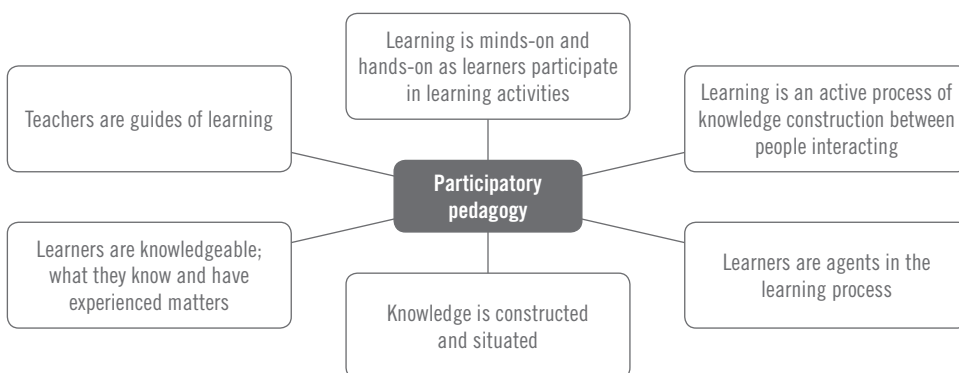 Learning is minds-on and
hands-on as learners participate
in learning activities
Teachers are guides of learning
Learning is an active process of
knowledge construction between
people interacting
Participatory
pedagogy
Learners are knowledgeable;
what they know and have
experienced matters
Learners are agents in the
learning process
Knowledge is constructed
and situated